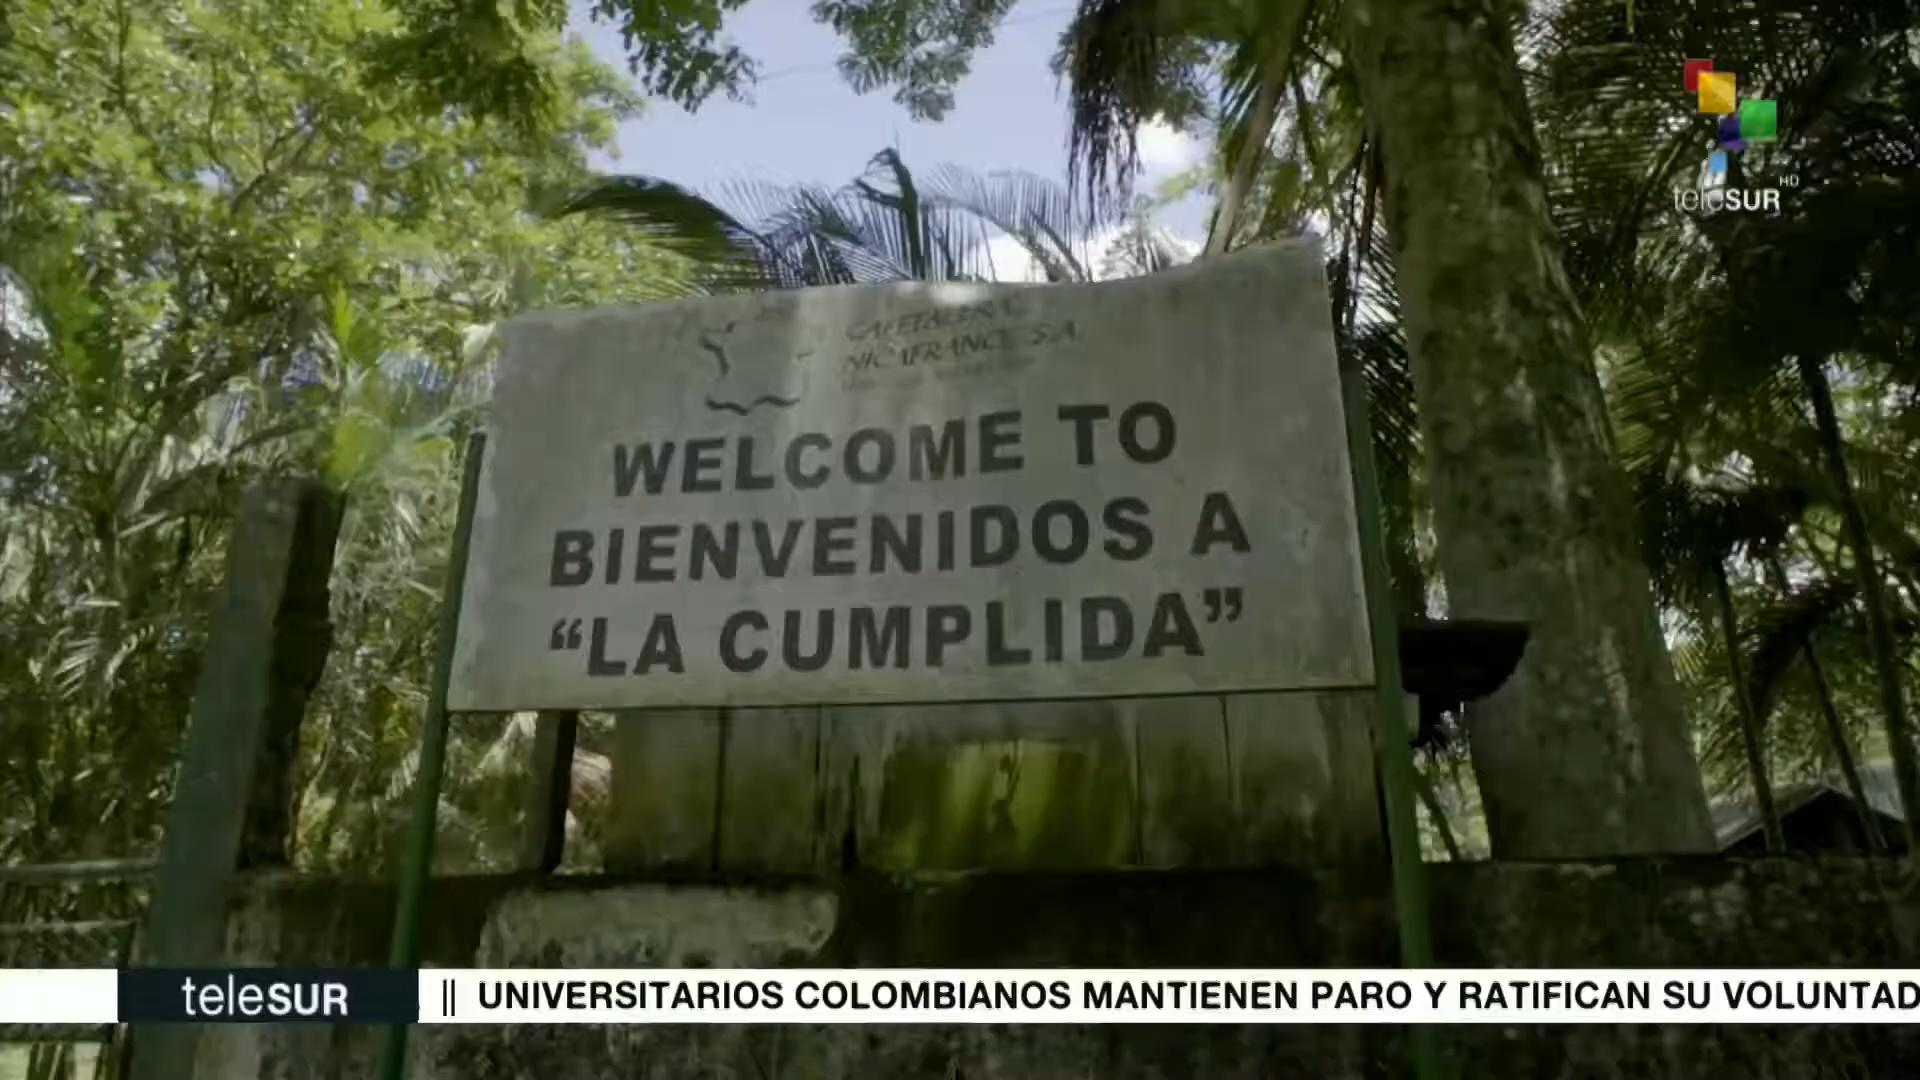 teleSUR HD
CAFETALERA
NICAFRANCE S.A.
WELCOME TO
BIENVENIDOS A
“LA CUMPLIDA”
teleSUR || UNIVERSITARIOS COLOMBIANOS MANTIENEN PARO Y RATIFICAN SU VOLUNTAD